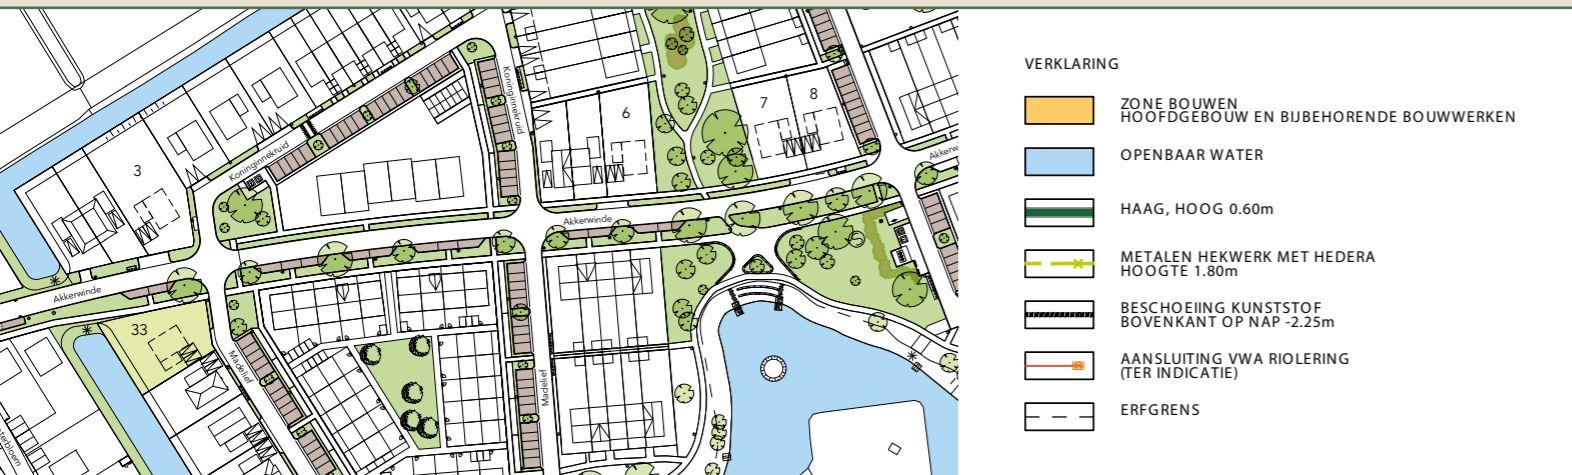 3
Koninginnekruid
Koninginnekruid
6
7
8
Akkerwinde
Akkerwinde
33
Madelief
Madelief
VERKLARING
ZONE BOUWEN
HOOFDGEBOUW EN BIJBEHORENDE BOUWWERKEN
OPENBAAR WATER
HAAG, HOOG 0.60m
METALEN HEKWERK MET HEDERA
HOOGTE 1.80m
BESCHOEIING KUNSTSTOF
BOVENKANT OP NAP -2.25m
AANSLUITING VWA RIOLERING
(TER INDICATIE)
ERFGRENS